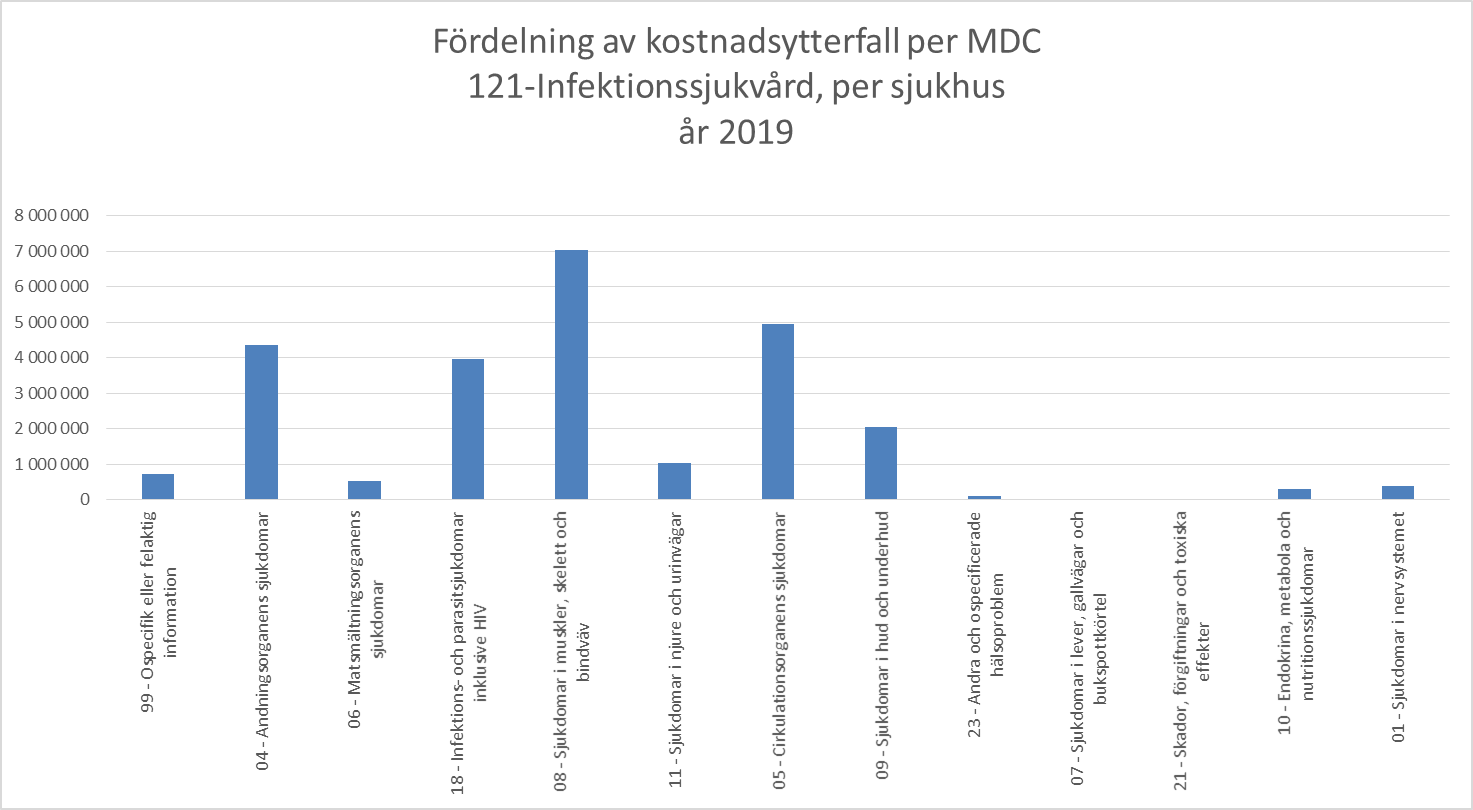 Fördelning av kostnadsytterfall per MDC
121-Infektionssjukvård, per sjukhus
år 2019
8 000 000
7 000 000
6 000 000
5 000 000
4 000 000
3 000 000
2 000 000
1 000 000
0
99 - Ospecifik eller felaktig
information
04 - Andningsorganens sjukdomar
06 - Matsmältningsorganens
sjukdomar
18 - Infektions- och parasitsjukdomar
inklusive HIV
08 - Sjukdomar i muskler, skelett och
bindväv
11 - Sjukdomar i njure och urinvägar
05 - Cirkulationsorganens sjukdomar
09 - Sjukdomar i hud och underhud
23 - Andra och ospecificerade
hälsoproblem
07 - Sjukdomar i lever, gallvägar och
bukspottkörtel
21 - Skador, förgiftningar och toxiska
effekter
10 - Endokrina, metabola och
nutritionssjukdomar
01 - Sjukdomar i nervsystemet